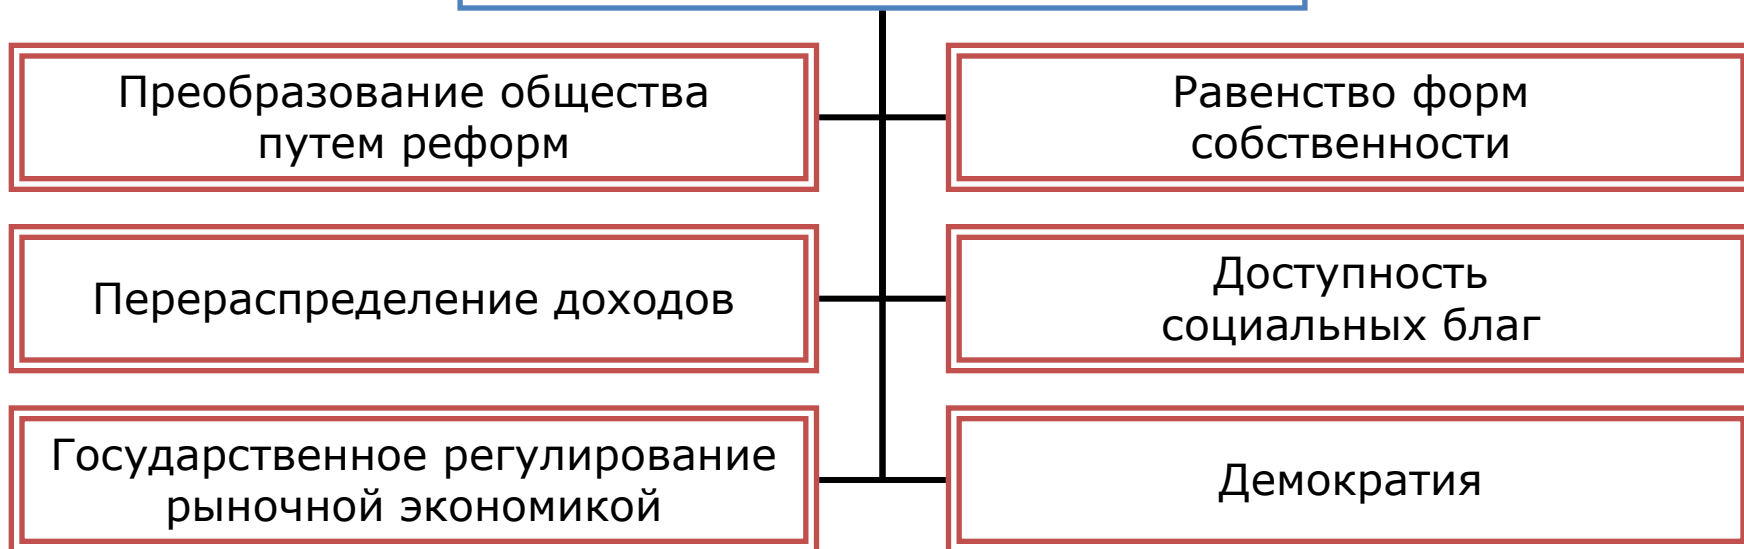 Преобразование общества
путем реформ
Равенство форм
собственности
Перераспределение доходов
Доступность
социальных благ
Государственное регулирование
рыночной экономикой
Демократия